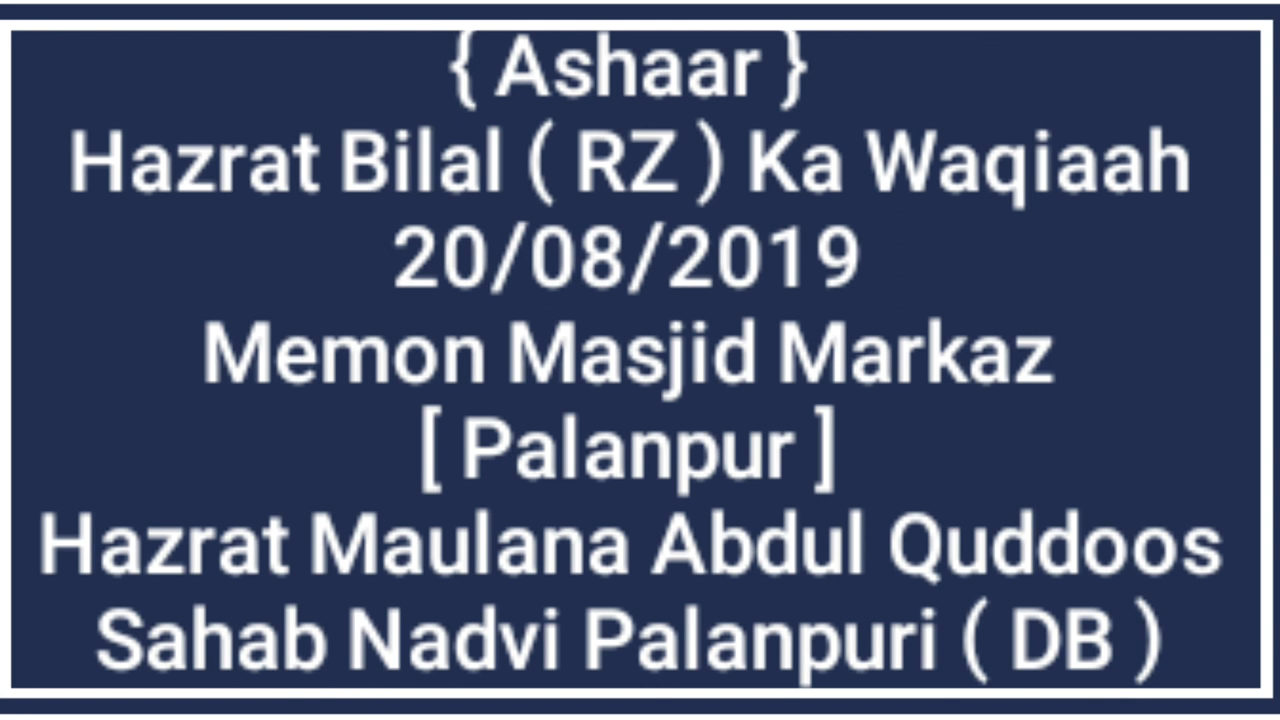 { Ashaar }
Hazrat Bilal ( RZ ) Ka Waqiaah
20/08/2019
Memon Masjid Markaz
[ Palanpur ]
Hazrat Maulana Abdul Quddoos
Sahab Nadvi Palanpuri ( DB )